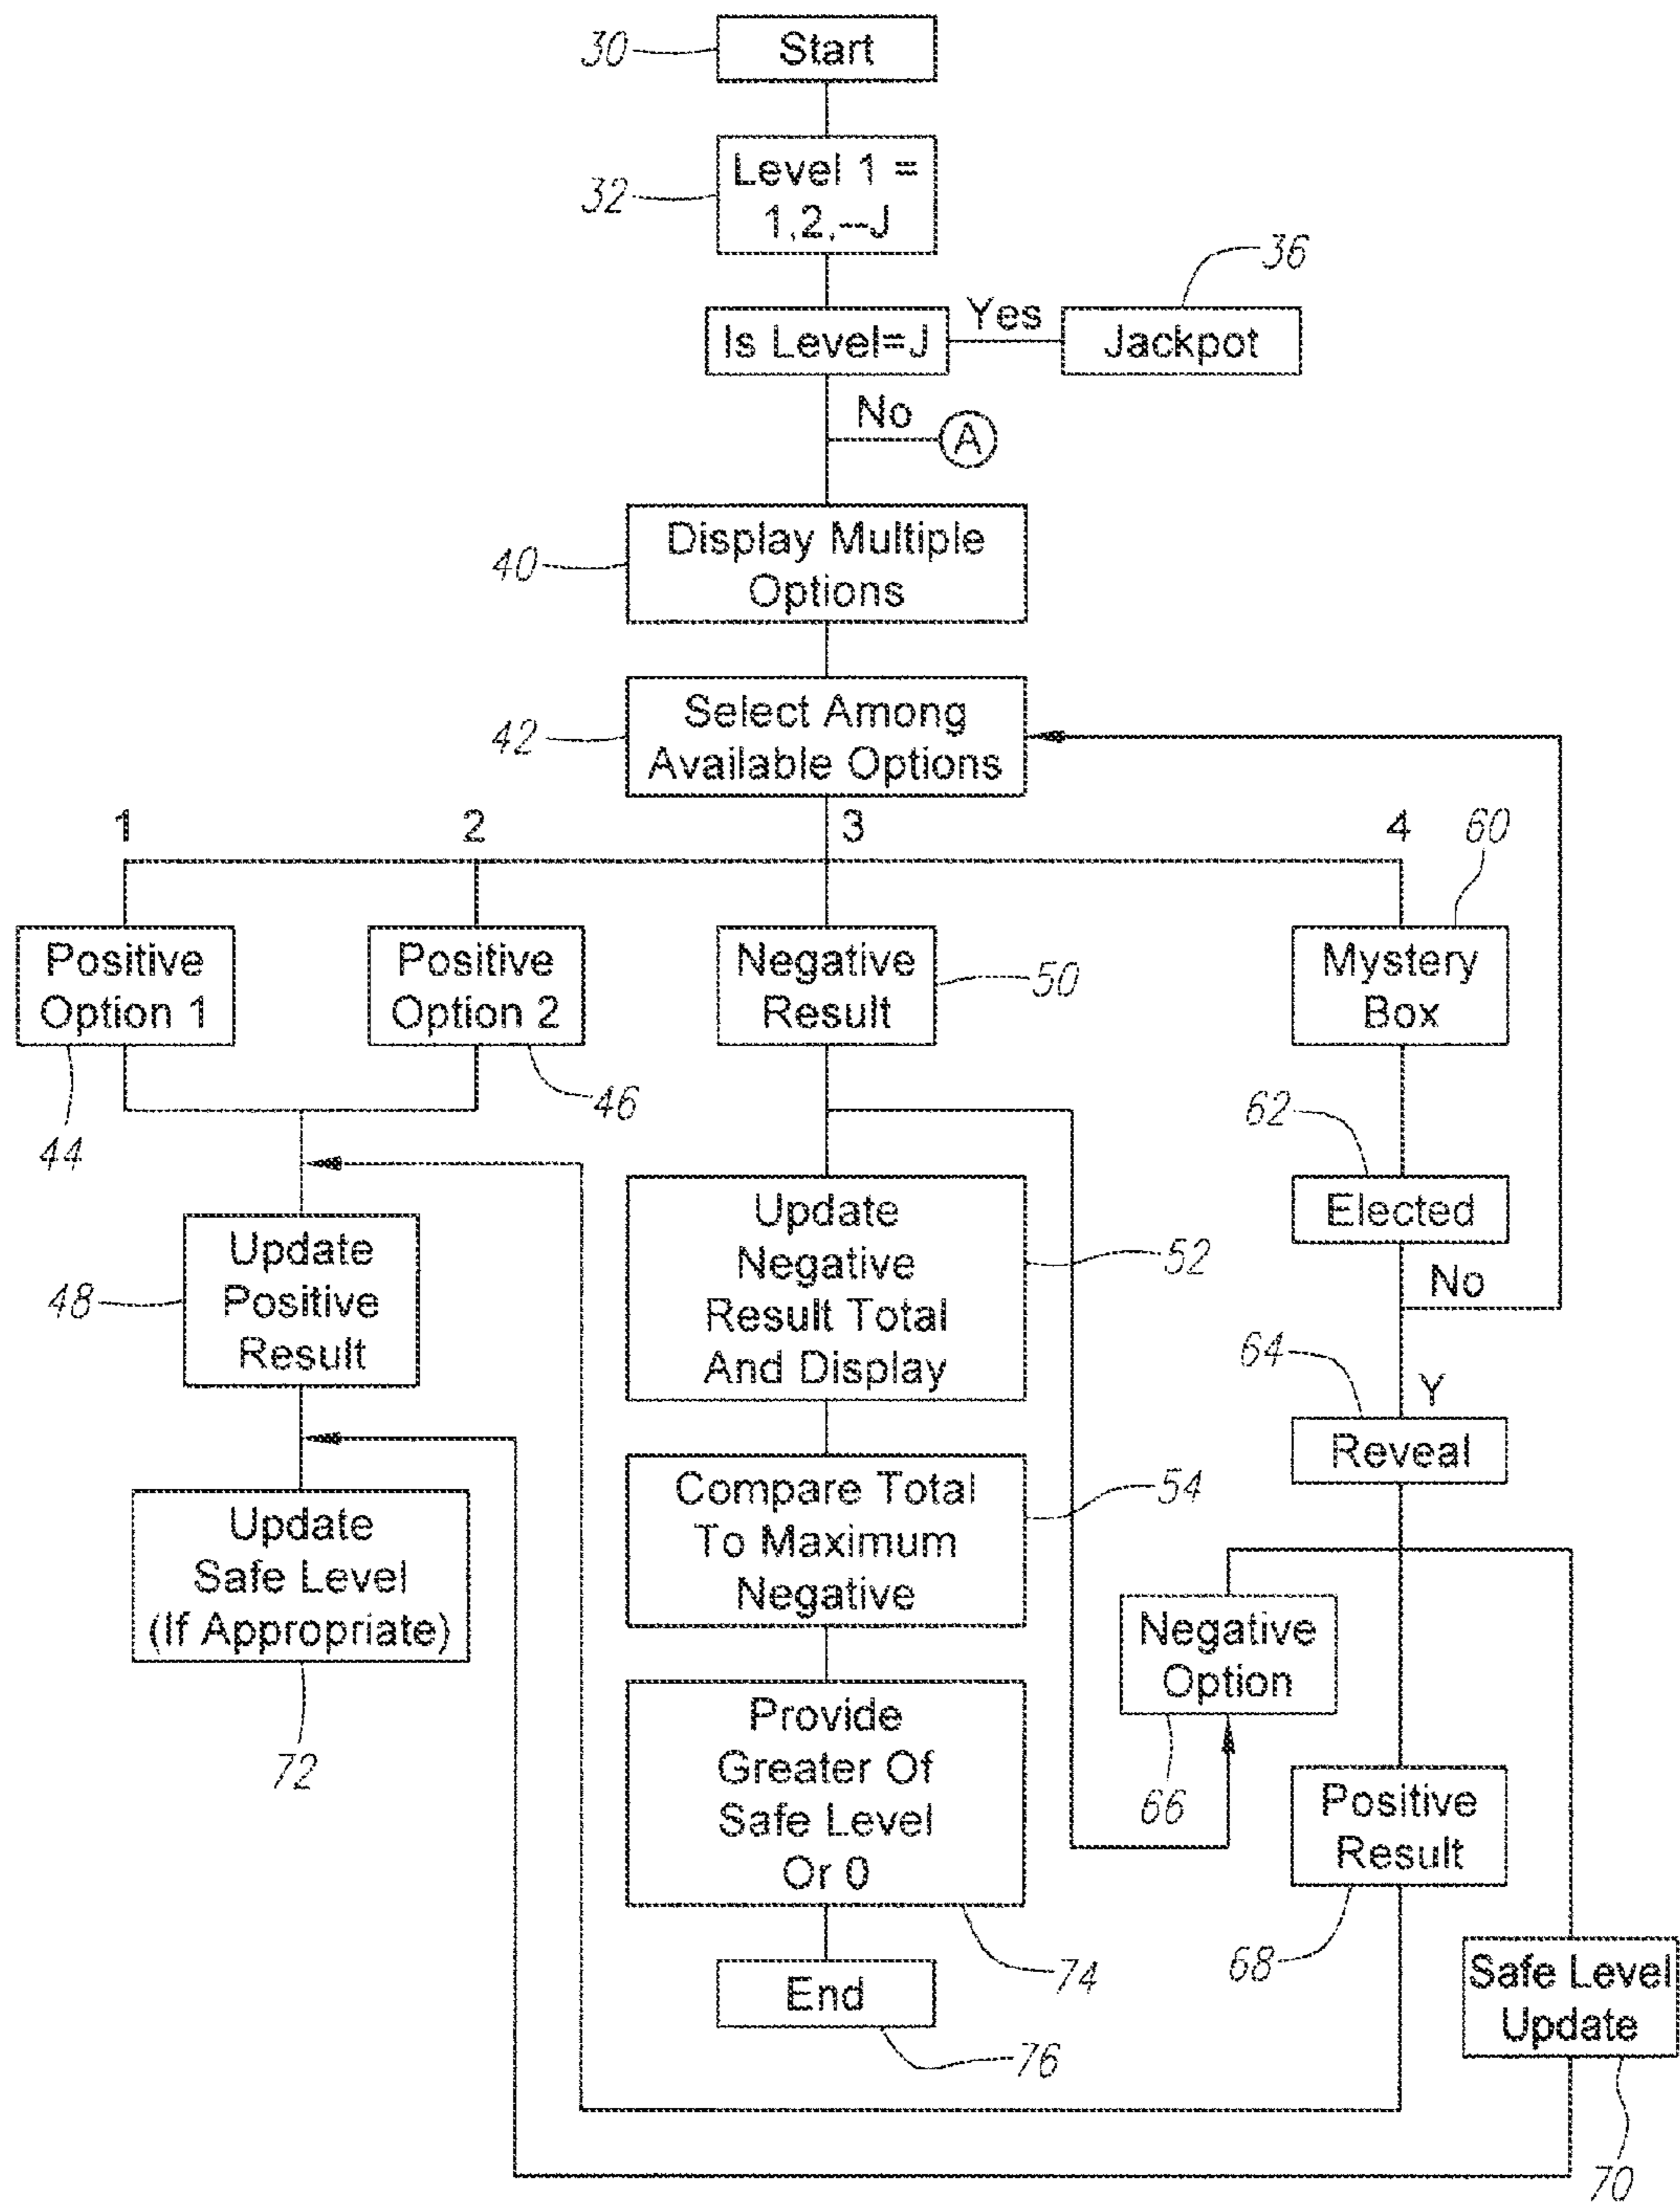 30
Start
32
Level 1 =
1,2,--J
36
Is Level=J
Yes
Jackpot
No
A
40
Display Multiple
Options
42
Select Among
Available Options
1
2
3
4
60
Positive
Option 1
Positive
Option 2
Negative
Result
50
Mystery
Box
44
46
62
Elected
No
48
Update
Positive
Result
Update
Negative
Result Total
And Display
52
64
Y
Reveal
Update
Safe Level
(If Appropriate)
72
Compare Total
To Maximum
Negative
54
Negative
Option
66
Provide
Greater Of
Safe Level
Or 0
74
Positive
Result
68
End
76
Safe Level
Update
70